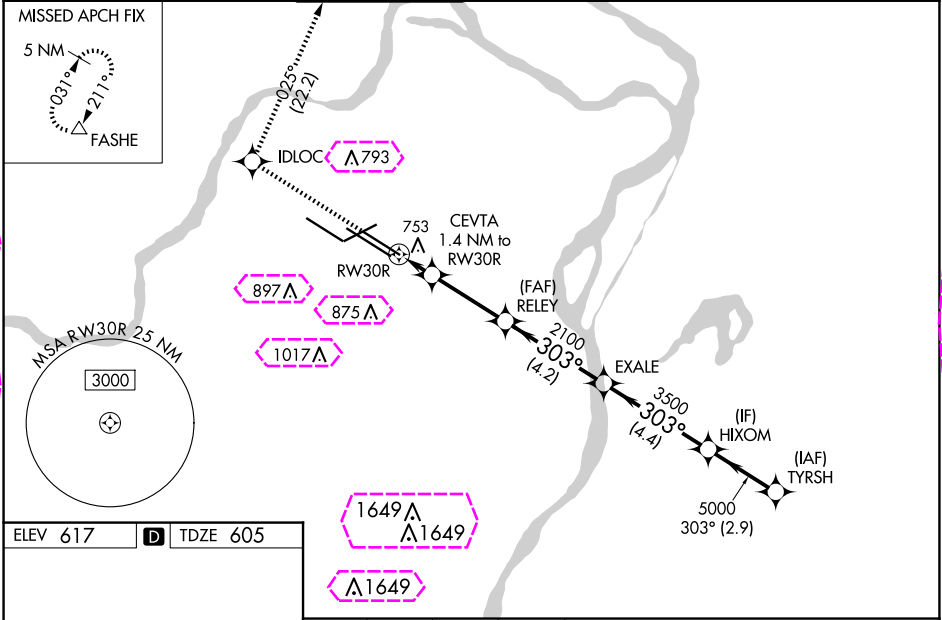 MISSED APCH FIX
5 NM
031°
211°
FASHE
025°
(22.2)
IDLOC
793
753
CEVTA
1.4 NM to
RW30R
RW30R
897
875
1017
(FAF)
RELEY
2100
303°
(4.2)
EXALE
3500
303°
(4.4)
(IF)
HIXOM
(IAF)
TYRSH
5000
303° (2.9)
MSA RW30R 25 NM
3000
1649
1649
1649
ELEV 617
D
TDZE 605